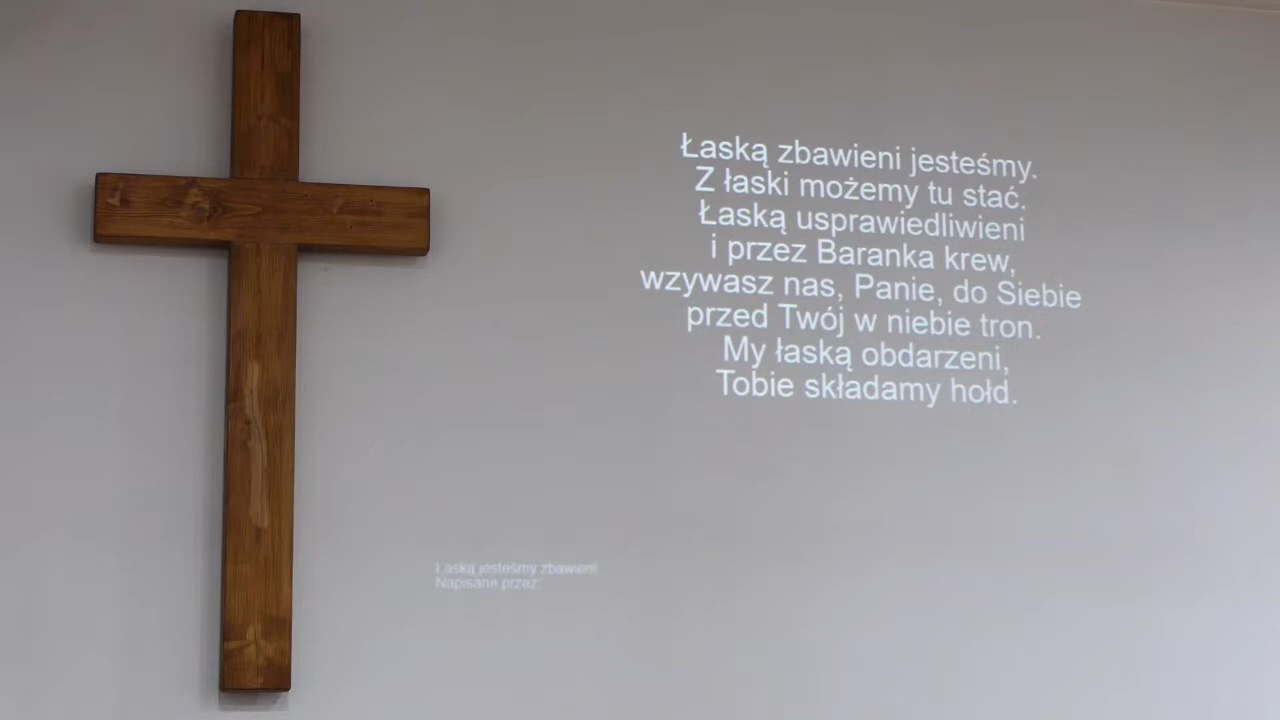 Łaską zbawieni jesteśmy.
Z łaski możemy tu stać.
Łaską usprawiedliwieni
i przez Baranka krew,
wzywasz nas, Panie, do Siebie
przed Twój w niebie tron.
My łaską obdarzeni,
Tobie składamy hołd.
Łaską jesteśmy zbawieni
Napisane przez: